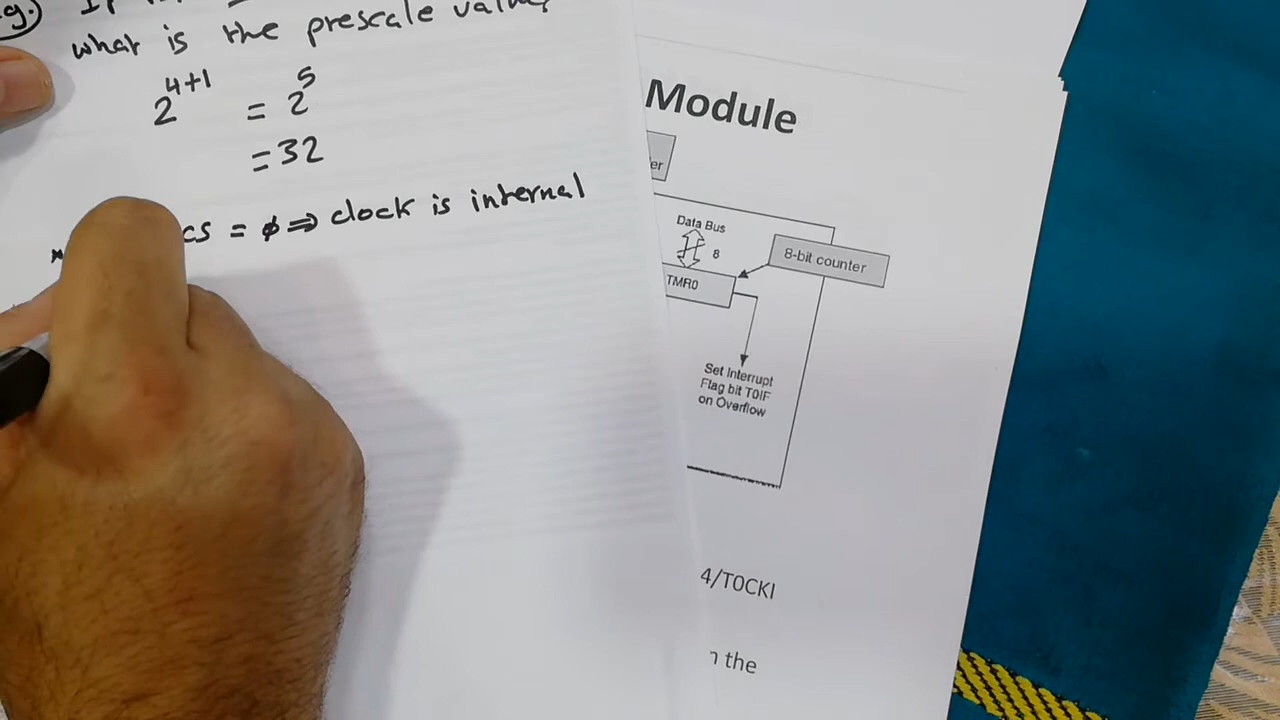 what is the prescale
2^{4+1} = 2^5
= 32
cs = ϕ ⇒ clock is internal
Module
er
Data Bus
8
8-bit counter
TMR0
Set Interrupt
Flag bit T0IF
on Overflow
4/T0CKI
the